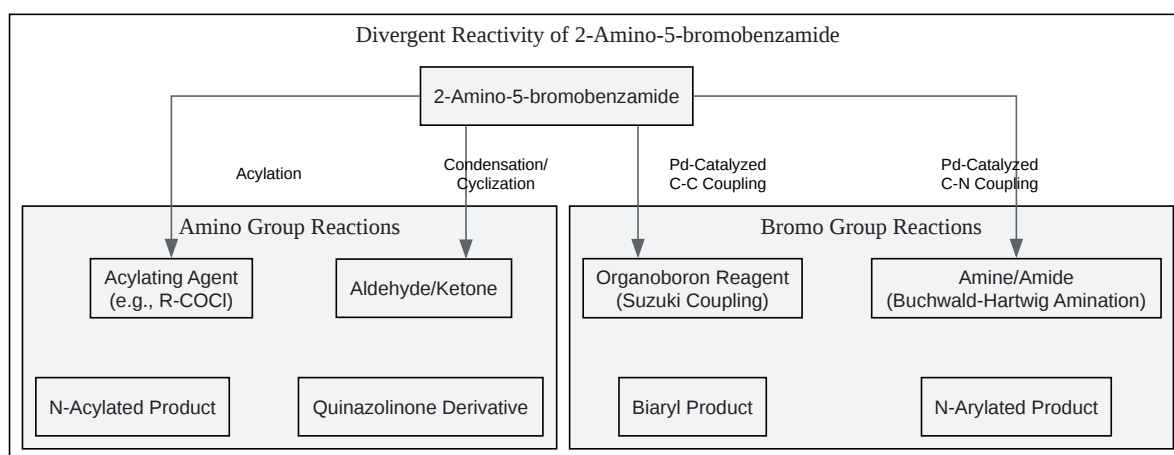 Divergent Reactivity of 2-Amino-5-bromobenzamide
2-Amino-5-bromobenzamide
Acylation
Condensation/
Cyclization
Pd-Catalyzed
C-C Coupling
Pd-Catalyzed
C-N Coupling
Amino Group Reactions
Bromo Group Reactions
Acylating Agent
(e.g., R-COCl)
Aldehyde/Ketone
Organoboron Reagent
(Suzuki Coupling)
Amine/Amide
(Buchwald-Hartwig Amination)
N-Acylated Product
Quinazolinone Derivative
Biaryl Product
N-Arylated Product